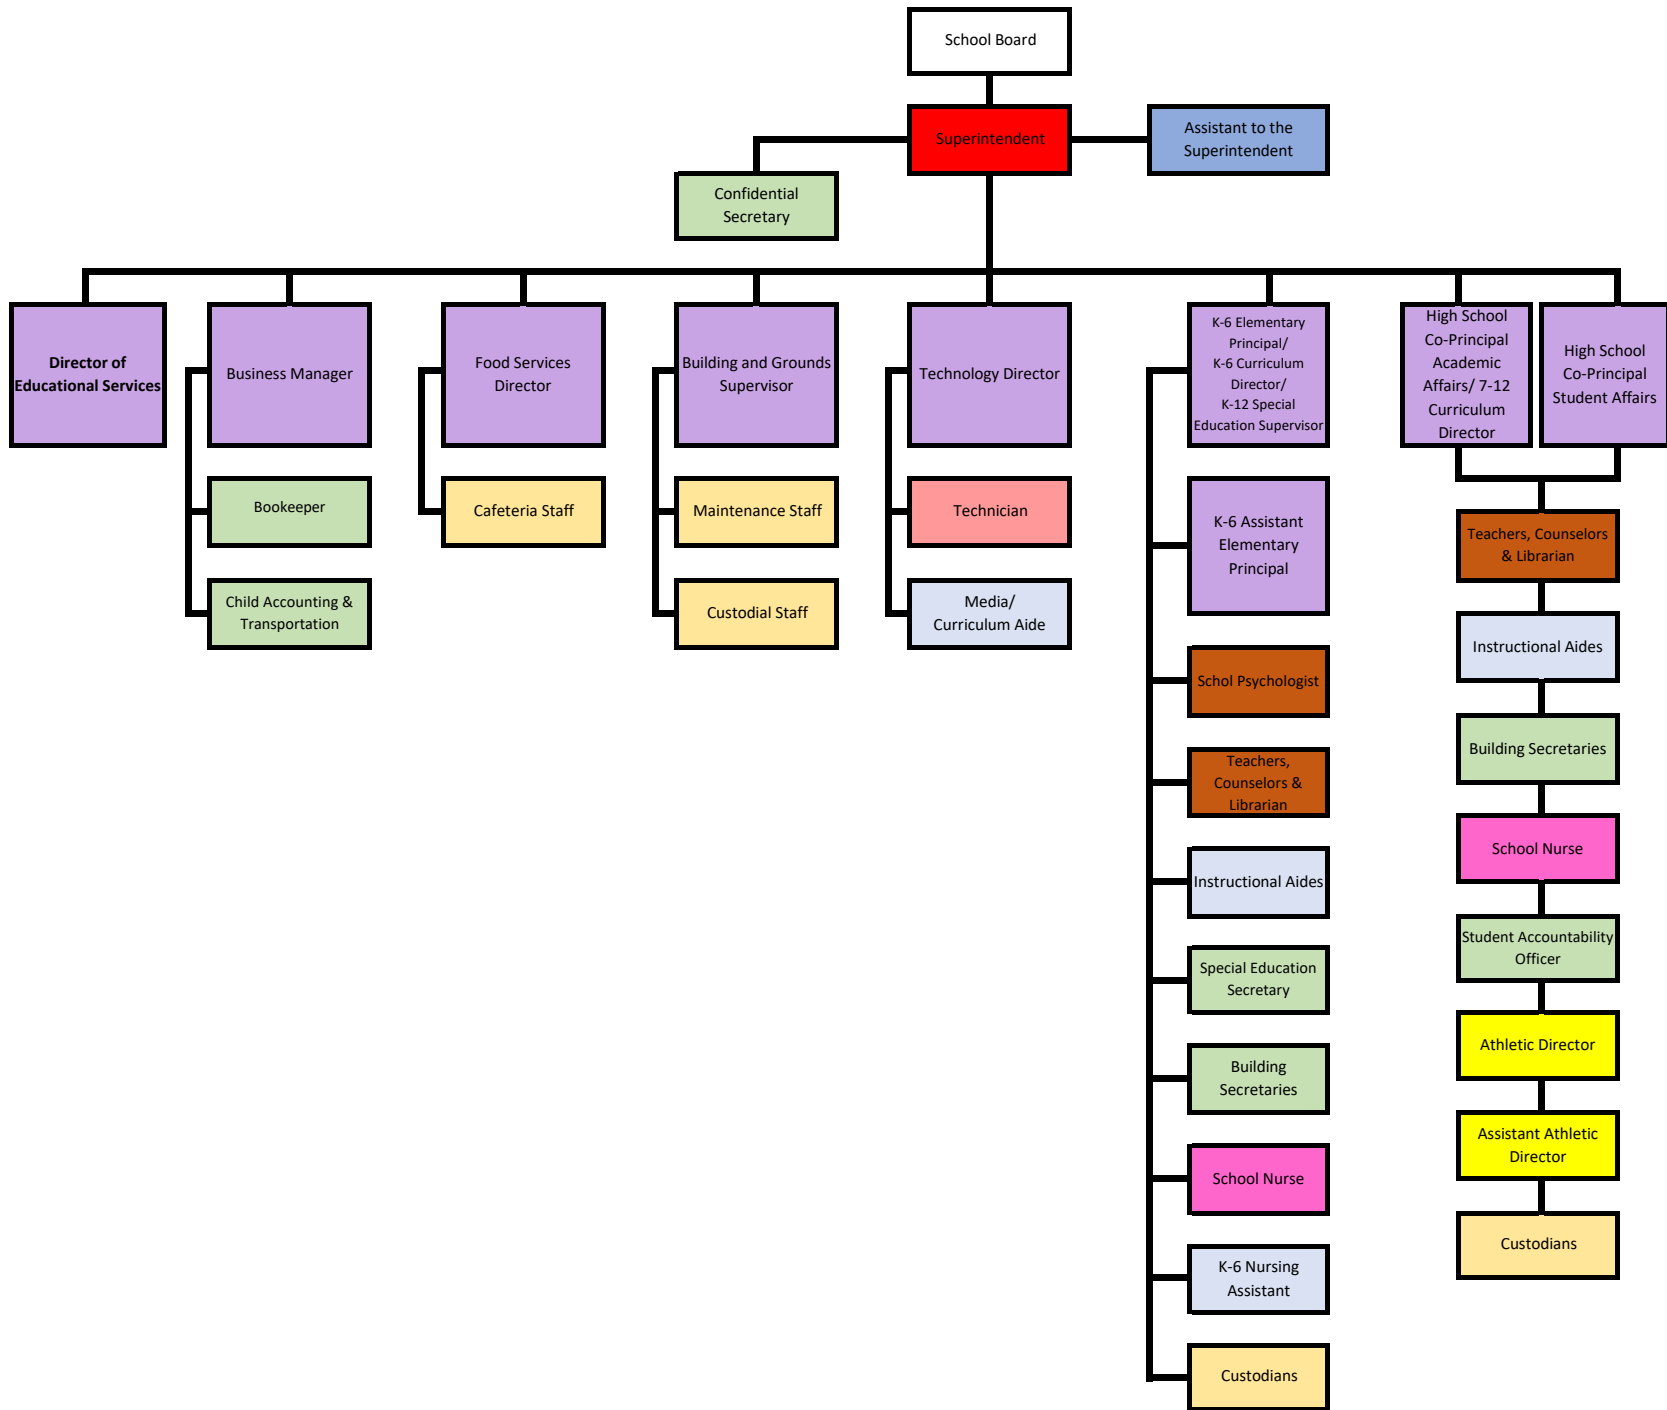 School Board
Superintendent
Assistant to the
Superintendent
Confidential
Secretary
Director of
Educational Services
Business Manager
Food Services
Director
Building and Grounds
Supervisor
Technology Director
K-6 Elementary
Principal/
K-6 Curriculum
Director/
K-12 Special
Education Supervisor
High School
Co-Principal
Academic
Affairs/ 7-12
Curriculum
Director
High School
Co-Principal
Student Affairs
Bookeeper
Child Accounting &
Transportation
Cafeteria Staff
Maintenance Staff
Custodial Staff
Technician
Media/
Curriculum Aide
K-6 Assistant
Elementary
Principal
Schol Psychologist
Teachers,
Counselors &
Librarian
Instructional Aides
Special Education
Secretary
Building
Secretaries
School Nurse
K-6 Nursing
Assistant
Custodians
Teachers, Counselors
& Librarian
Instructional Aides
Building Secretaries
School Nurse
Student Accountability
Officer
Athletic Director
Assistant Athletic
Director
Custodians